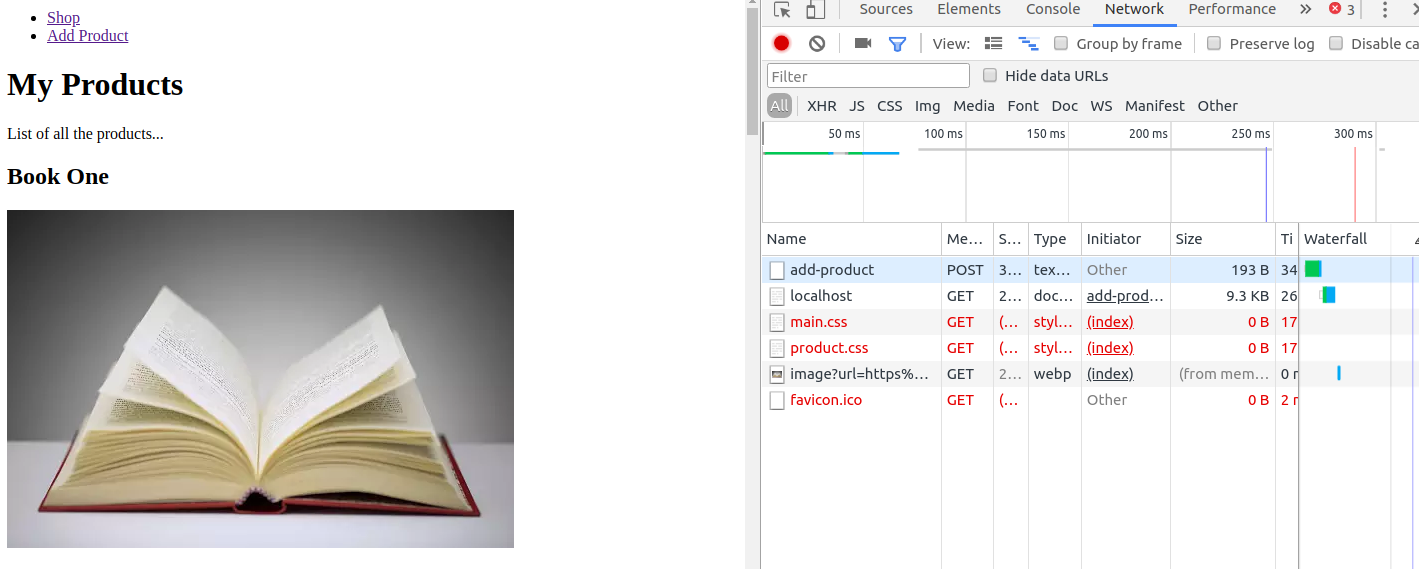 Shop
Add Product
My Products
List of all the products...
Book One
Sources Elements Console Network Performance » 3
View: Group by frame Preserve log Disable ca
Filter Hide data URLs
All XHR JS CSS Img Media Font Doc WS Manifest Other
50 ms 100 ms 150 ms 200 ms 250 ms 300 ms
Name Me... S... Type Initiator Size Ti Waterfall
add-product POST 3... tex... Other 193 B 34
localhost GET 2... doc... add-prod... 9.3 KB 26
main.css GET (... styl... (index) 0 B 17
product.css GET (... styl... (index) 0 B 17
image?url=https%... GET 2... webp (index) (from mem... 0 r
favicon.ico GET (... Other 0 B 2 r